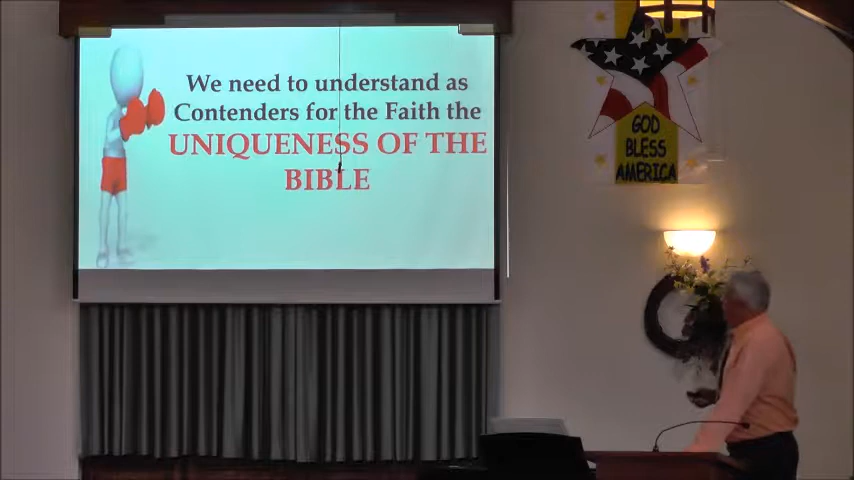 We need to understand as
Contenders for the Faith the
UNIQUENESS OF THE
BIBLE
GOD
BLESS
AMERICA